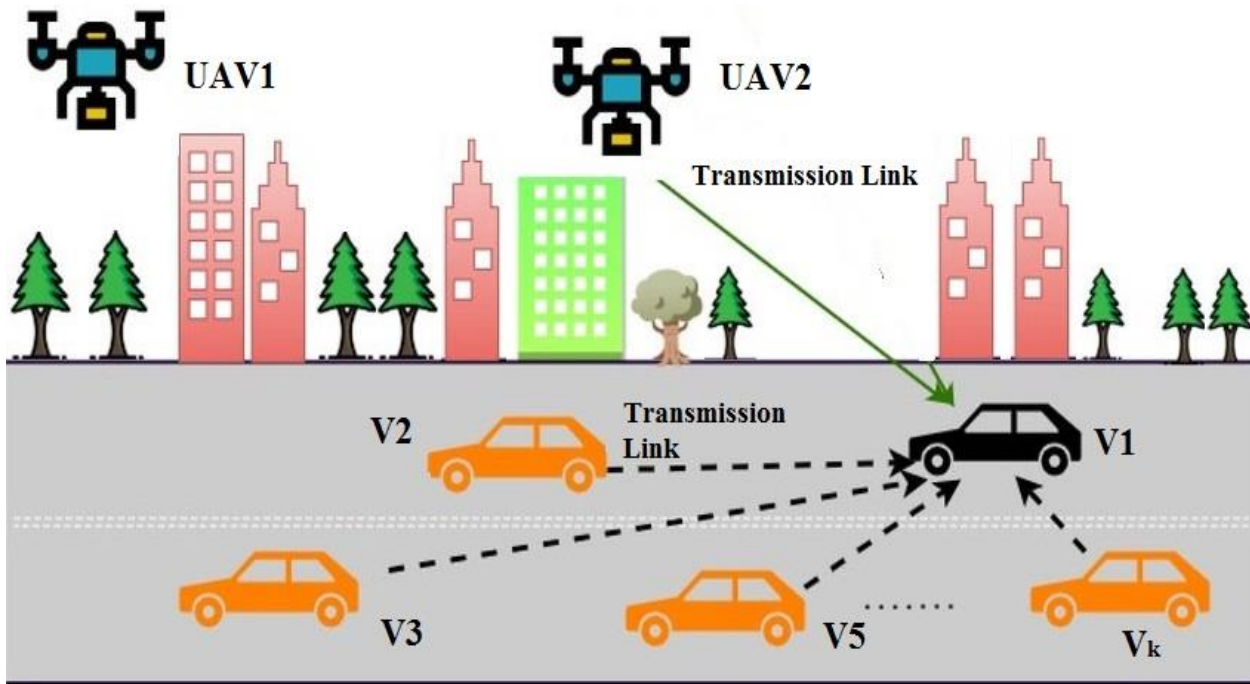 UAV1
UAV2
Transmission Link
V2
Transmission
Link
V1
V3
V5
........
Vk